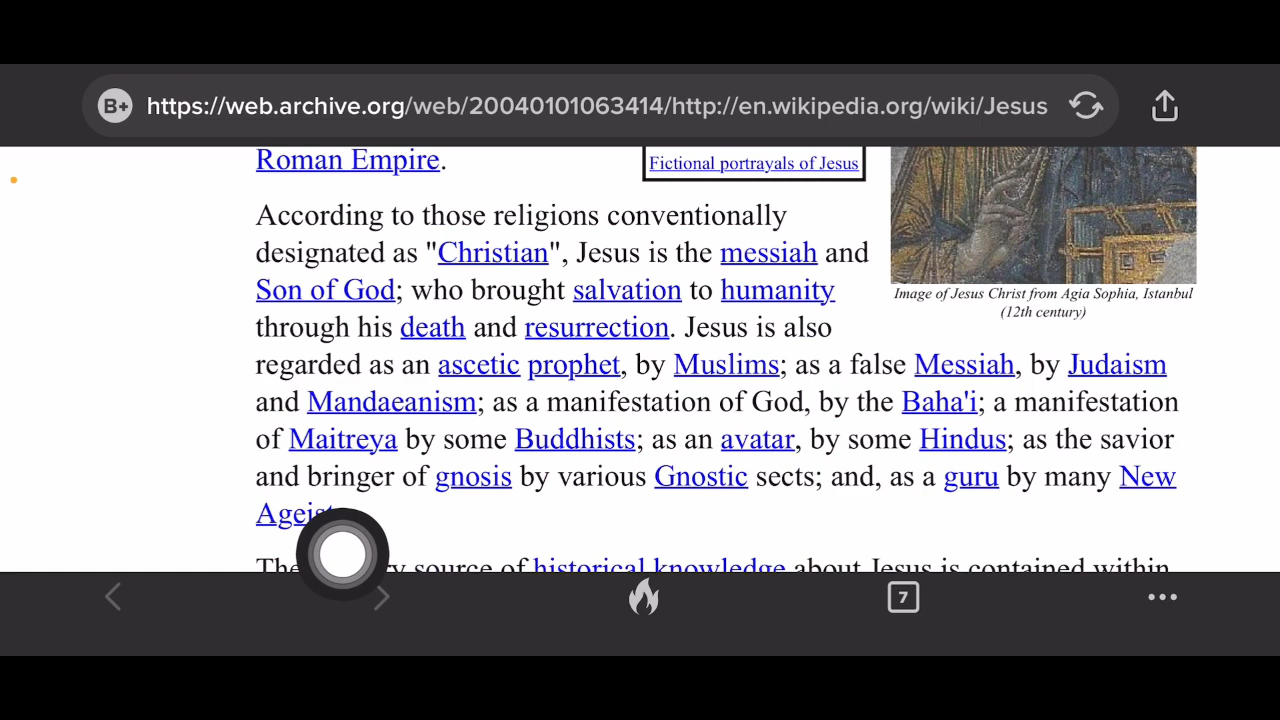 B+ https://web.archive.org/web/20040101063414/http://en.wikipedia.org/wiki/Jesus
Roman Empire.
Fictional portrayals of Jesus
According to those religions conventionally
designated as "Christian", Jesus is the messiah and
Son of God; who brought salvation to humanity
through his death and resurrection. Jesus is also
regarded as an ascetic prophet, by Muslims; as a false Messiah, by Judaism
and Mandaeanism; as a manifestation of God, by the Baha'i; a manifestation
of Maitreya by some Buddhists; as an avatar, by some Hindus; as the savior
and bringer of gnosis by various Gnostic sects; and, as a guru by many New
Image of Jesus Christ from Agia Sophia, Istanbul
(12th century)
source of historical knowledge about Jesus is contained within
7